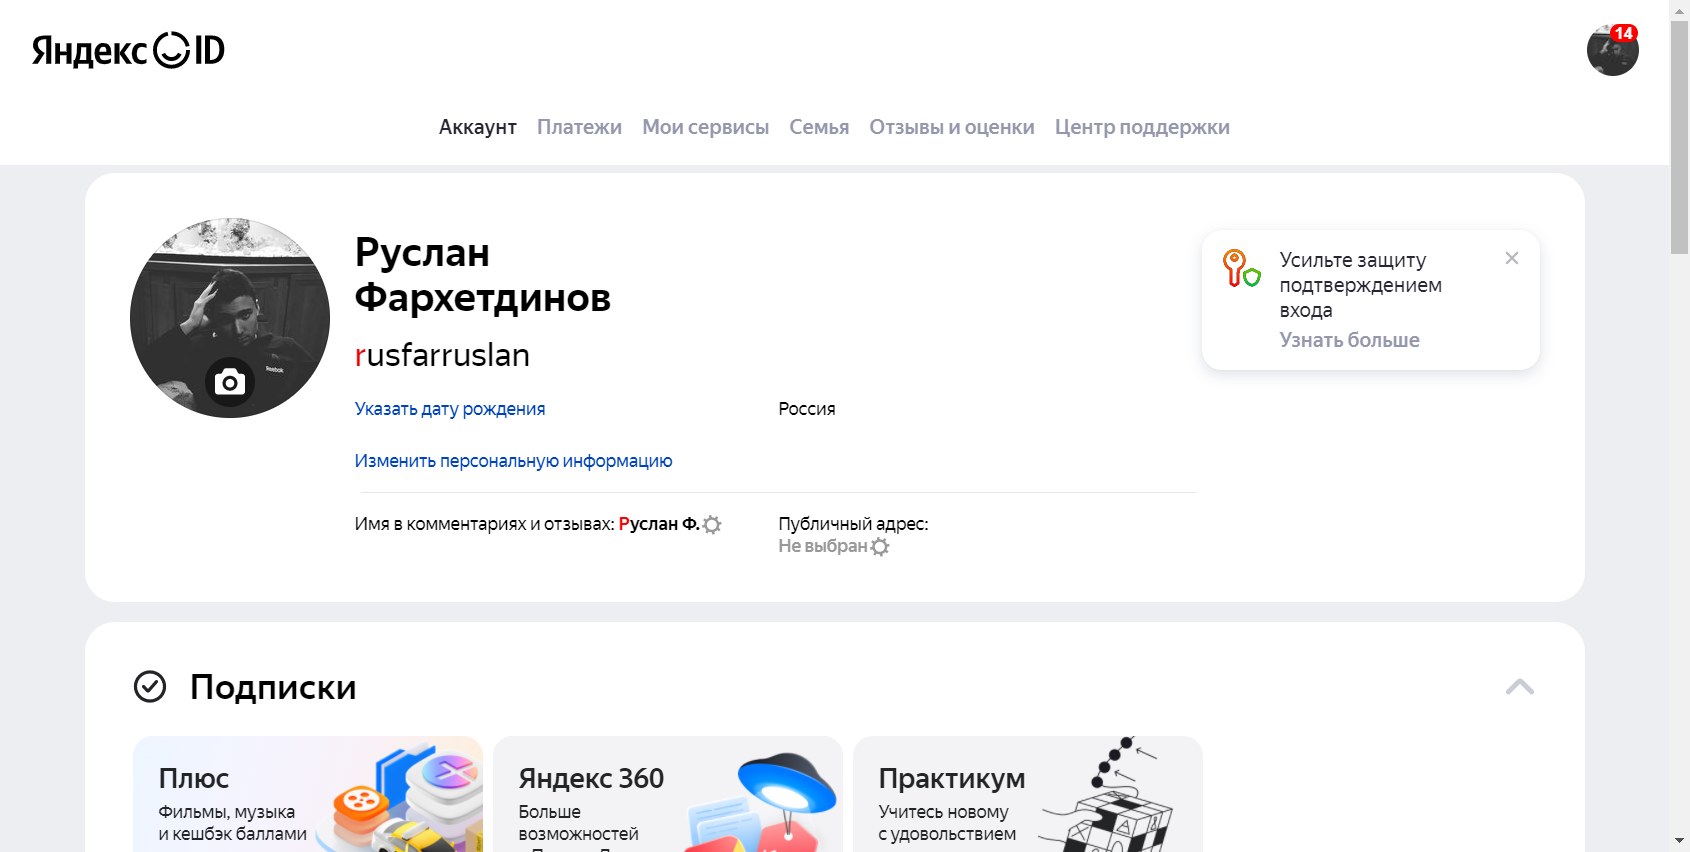 Яндекс ID
14
Аккаунт Платежи Мои сервисы Семья Отзывы и оценки Центр поддержки
Руслан
Фархетдинов
rusfarruslan
Указать дату рождения
Россия
Изменить персональную информацию
Имя в комментариях и отзывах: Руслан Ф.
Публичный адрес:
Не выбран
Усильте защиту
подтверждением
входа
Узнать больше
Reebok
Подписки
Плюс
Фильмы, музыка
и кешбэк баллами
Яндекс 360
Больше
возможностей
Практикум
Учитесь новому
с удовольствием